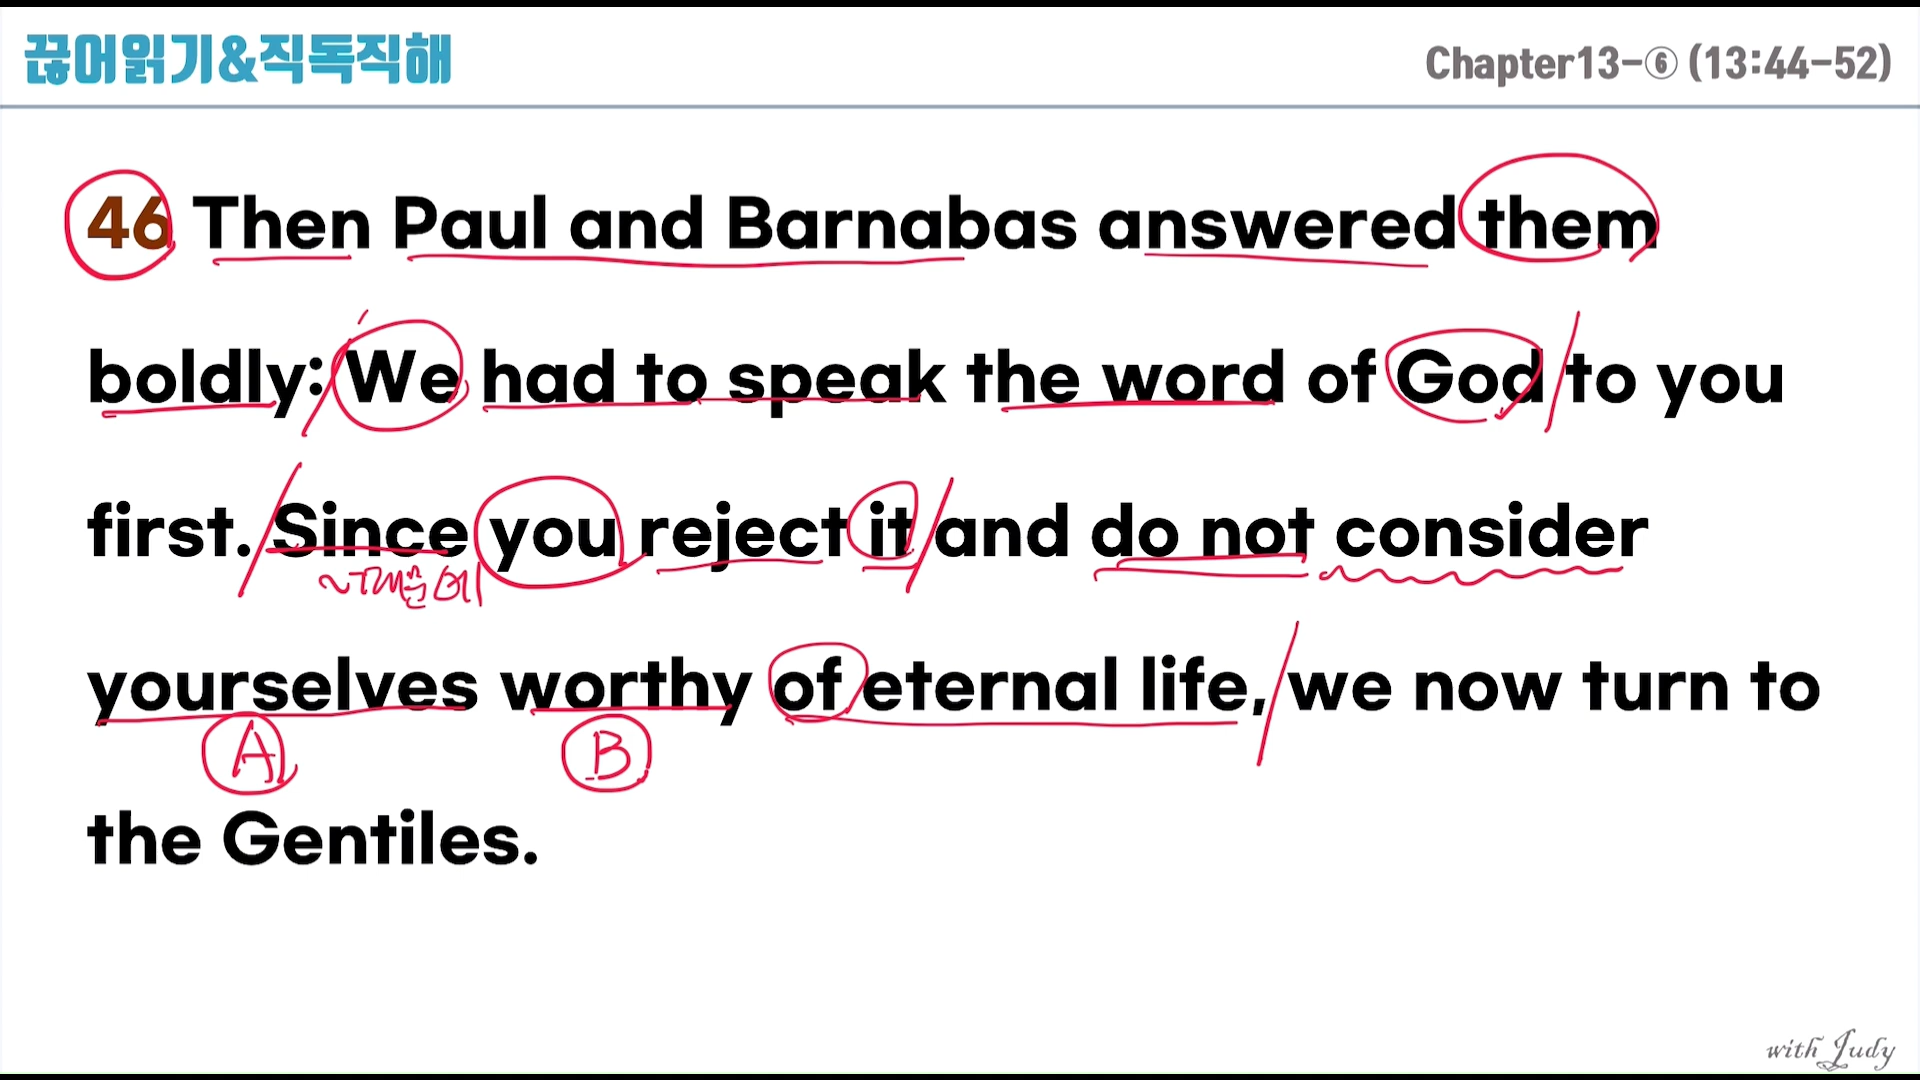 끊어읽기&직독직해
Chapter13-⑥ (13:44-52)
46 Then Paul and Barnabas answered them
boldly: We had to speak the word of God to you
first. Since you reject it and do not consider
~때문에
yourselves worthy of eternal life, we now turn to
A B
the Gentiles.
with Judy